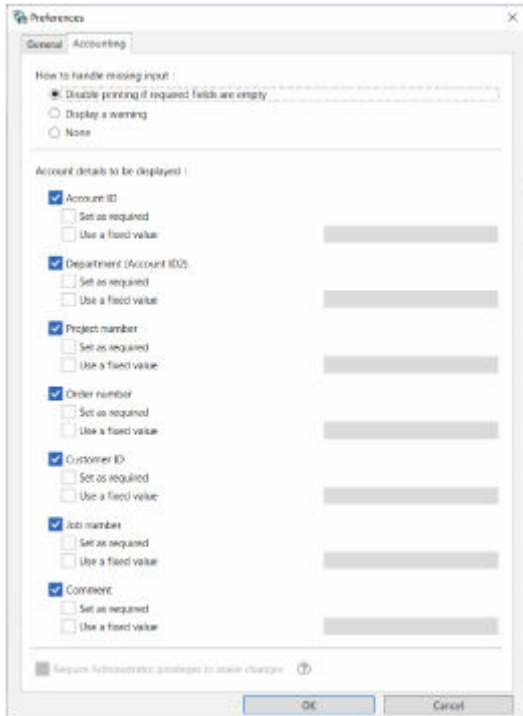 Preferences
General Accounting
How to handle missing input :
Disable printing if required fields are empty
Display a warning
None
Account details to be displayed :
Account ID
Set as required
Use a fixed value
Department (Account ID2)
Set as required
Use a fixed value
Project number
Set as required
Use a fixed value
Order number
Set as required
Use a fixed value
Customer ID
Set as required
Use a fixed value
Job number
Set as required
Use a fixed value
Comment
Set as required
Use a fixed value
Require Administrator privileges to make changes
OK Cancel